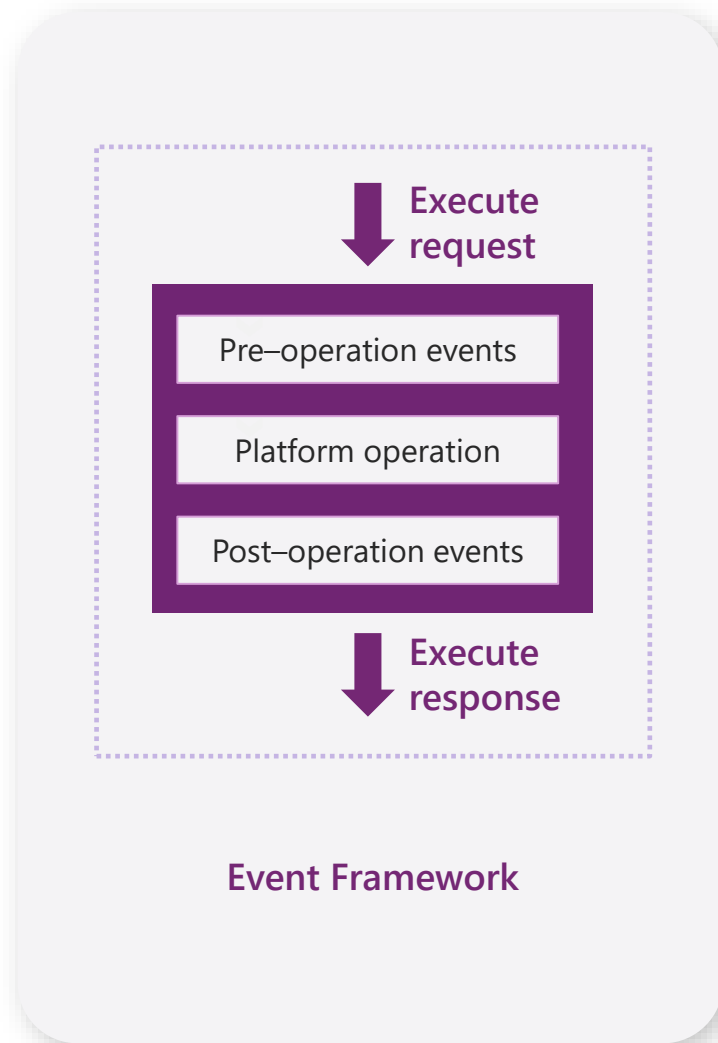 Execute
request
Pre–operation events
Platform operation
Post–operation events
Execute
response
Event Framework